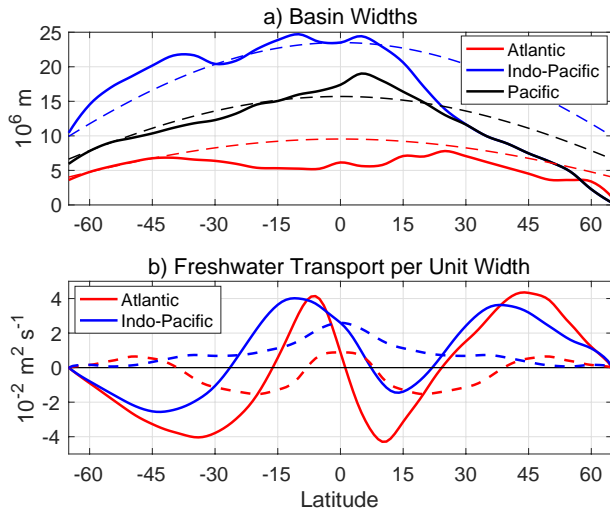 a) Basin Widths
10⁶ m
25
20
15
10
5
0
Atlantic
Indo-Pacific
Pacific
-60 -45 -30 -15 0 15 30 45 60
b) Freshwater Transport per Unit Width
10⁻² m² s⁻¹
4
2
0
-2
-4
Atlantic
Indo-Pacific
-60 -45 -30 -15 0 15 30 45 60
Latitude